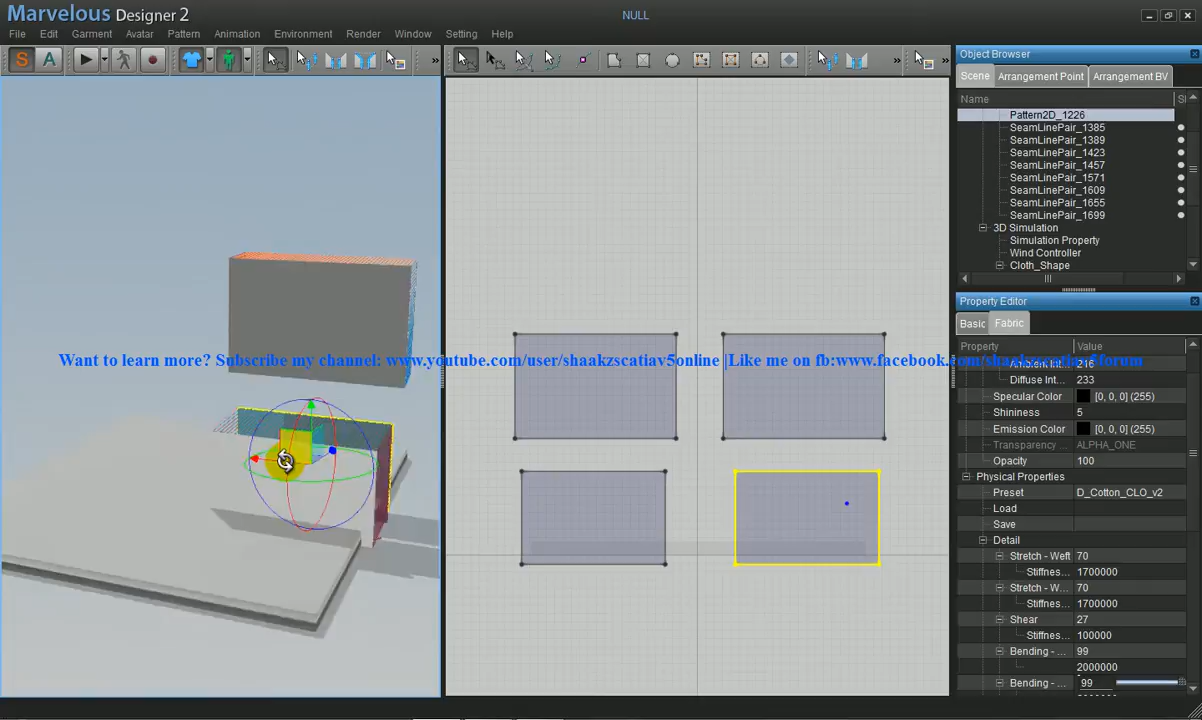 Marvelous Designer 2
NULL
File Edit Garment Avatar Pattern Animation Environment Render Window Setting Help
S A » » »
Object Browser
Scene Arrangement Point Arrangement BV
Name S
Pattern2D_1226
SeamLinePair_1385
SeamLinePair_1389
SeamLinePair_1423
SeamLinePair_1457
SeamLinePair_1571
SeamLinePair_1609
SeamLinePair_1655
SeamLinePair_1699
3D Simulation
Simulation Property
Wind Controller
Cloth_Shape
Property Editor
Basic Fabric
Property Value
Want to learn more? Subscribe my channel: www.youtube.com/user/shaakzscatiav5online |Like me on fb:www.facebook.com/shaakzscatiav5forum
Ambient Int... 216
Diffuse Int... 233
Specular Color [0, 0, 0] (255)
Shininess 5
Emission Color [0, 0, 0] (255)
Transparency ... ALPHA_ONE
Opacity 100
Physical Properties
Preset D_Cotton_CLO_v2
Load
Save
Detail
Stretch - Weft 70
Stiffnes... 1700000
Stretch - W... 70
Stiffnes... 1700000
Shear 27
Stiffnes... 100000
Bending - ... 99
2000000
Bending - ... 99